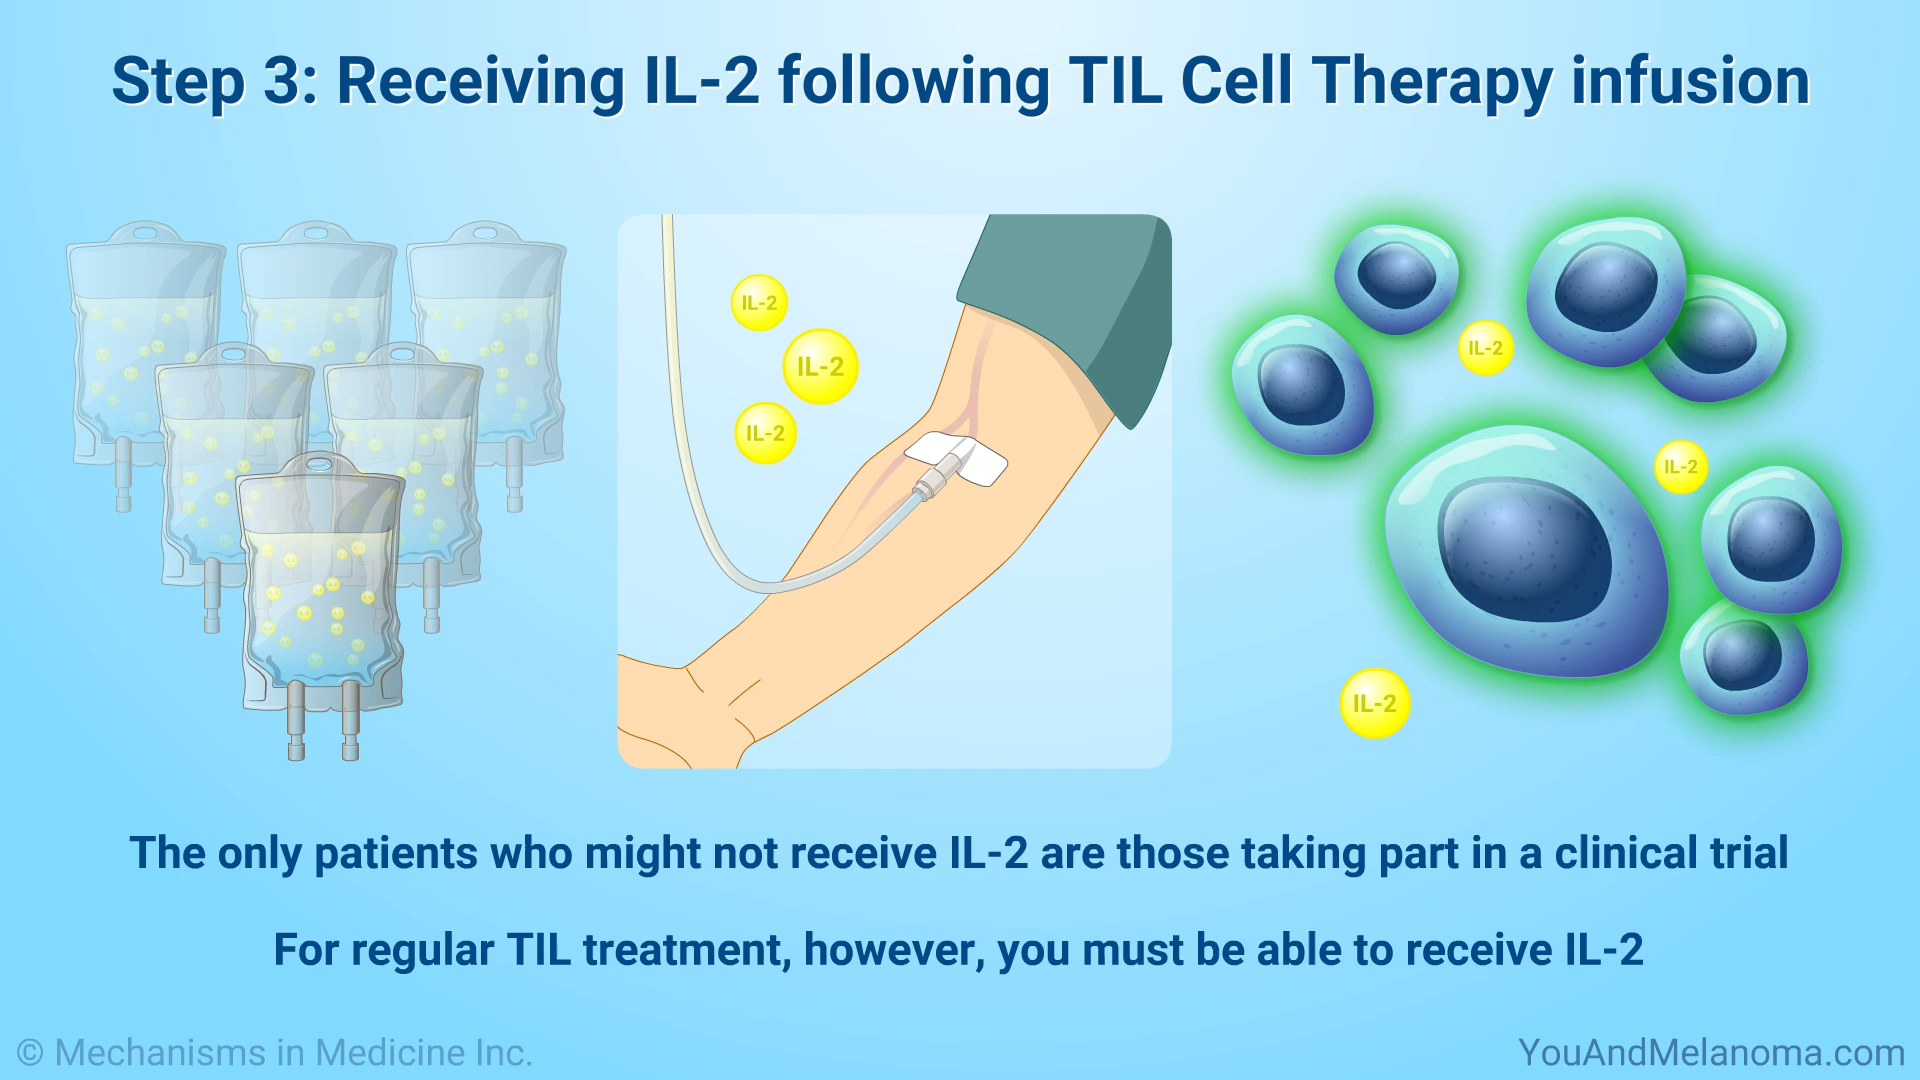 Step 3: Receiving IL-2 following TIL Cell Therapy infusion
IL-2
IL-2
IL-2
IL-2
IL-2
IL-2
The only patients who might not receive IL-2 are those taking part in a clinical trial
For regular TIL treatment, however, you must be able to receive IL-2
© Mechanisms in Medicine Inc.
YouAndMelanoma.com